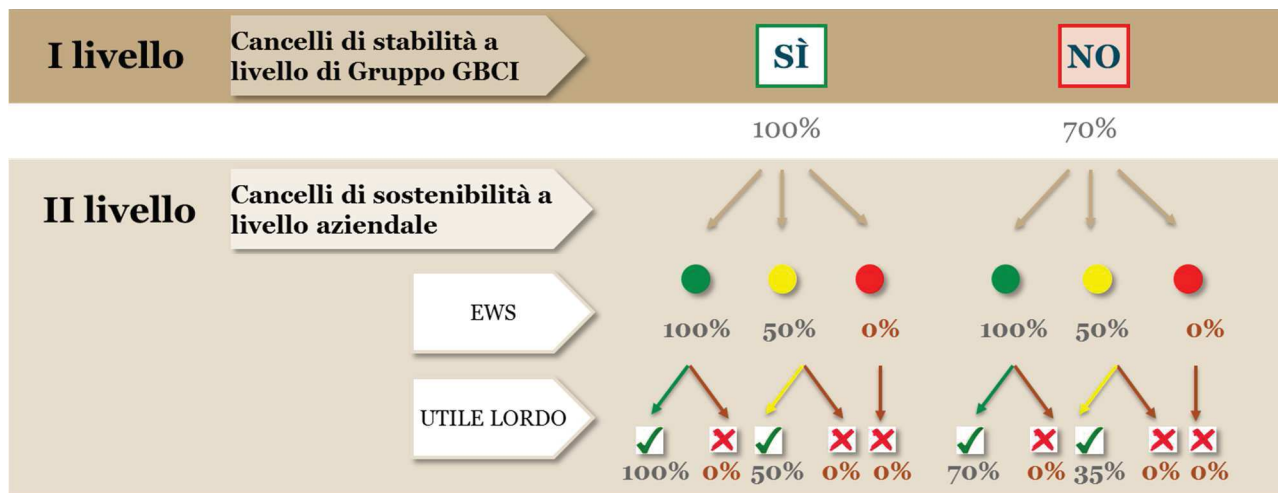 I livello
Cancelli di stabilità a
livello di Gruppo GBCI
SÌ
NO
100%
70%
II livello
Cancelli di sostenibilità a
livello aziendale
EWS
100% 50% 0% 100% 50% 0%
UTILE LORDO
100% 0% 50% 0% 0% 70% 0% 35% 0% 0%